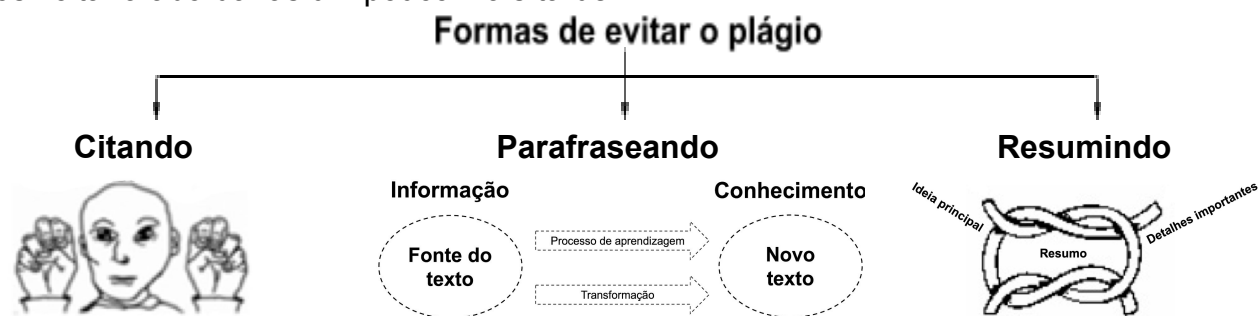 Formas de evitar o plágio
Citando
Parafraseando
Resumindo
Informação
Conhecimento
Fonte do
texto
Processo de aprendizagem
Transformação
Novo
texto
Ideia principal
Resumo
Detalhes importantes